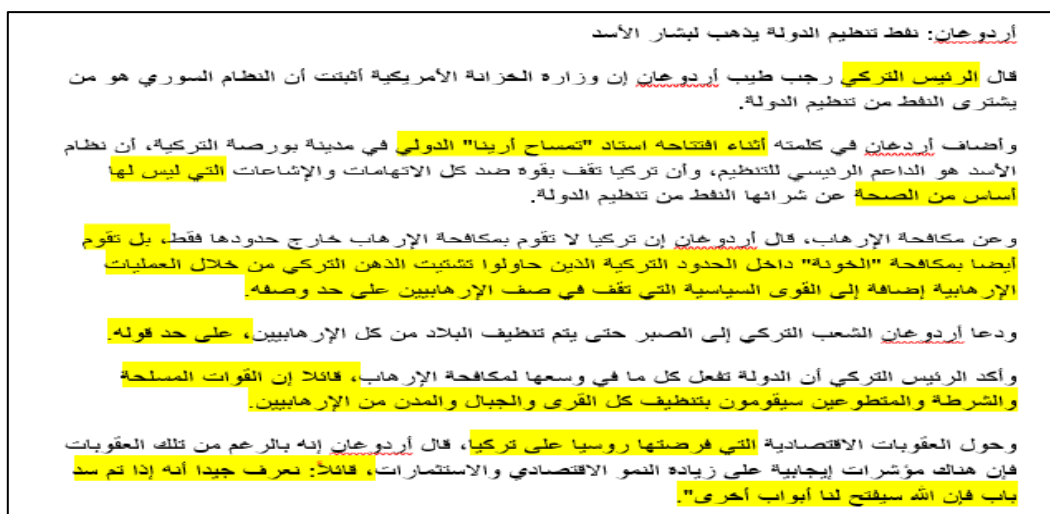 أردوغان: نفط تنظيم الدولة يذهب لبشار الأسد
قال الرئيس التركي رجب طيب أردوغان إن وزارة الخزانة الأمريكية أثبتت أن النظام السوري هو من
يشتري النفط من تنظيم الدولة.
وأضاف أردغان في كلمته أثناء افتتاحه استاد "تمساح أرينا" الدولي في مدينة بورصة التركية، أن نظام
الأسد هو الداعم الرئيسي للتنظيم، وأن تركيا تقف بقوة ضد كل الاتهامات والإشاعات التي ليس لها
أساس من الصحة عن شرائها النفط من تنظيم الدولة.
وعن مكافحة الإرهاب، قال أردوغان إن تركيا لا تقوم بمكافحة الإرهاب خارج حدودها فقط، بل تقوم
أيضا بمكافحة "الخونة" داخل الحدود التركية الذين حاولوا تشتيت الذهن التركي من خلال العمليات
الإرهابية إضافة إلى القوى السياسية التي تقف في صف الإرهابيين على حد وصفه.
ودعا أردوغان الشعب التركي إلى الصبر حتى يتم تنظيف البلاد من كل الإرهابيين، على حد قوله.
وأكد الرئيس التركي أن الدولة تفعل كل ما في وسعها لمكافحة الإرهاب، قائلا إن القوات المسلحة
والشرطة والمتطوعين سيقومون بتنظيف كل القرى والجبال والمدن من الإرهابيين.
وحول العقوبات الاقتصادية التي فرضتها روسيا على تركيا، قال أردوغان إنه بالرغم من تلك العقوبات
فإن هناك مؤشرات إيجابية على زيادة النمو الاقتصادي والاستثمارات، قائلاً: نعرف جيدا أنه إذا تم سد
باب فإن الله سيفتح لنا أبواب أخرى".